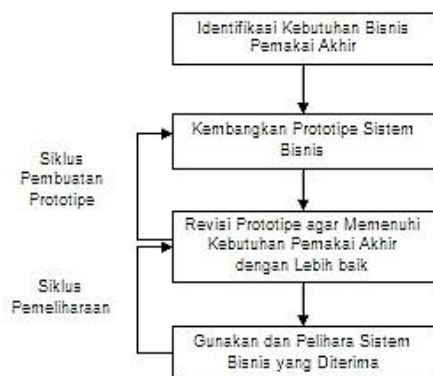 Identifikasi Kebutuhan Bisnis
Pemakai Akhir
Kembangkan Prototipe Sistem
Bisnis
Siklus
Pembuatan
Prototipe
Revisi Prototipe agar Memenuhi
Kebutuhan Pemakai Akhir
dengan Lebih baik
Siklus
Pemeliharaan
Gunakan dan Pelihara Sistem
Bisnis yang Diterima